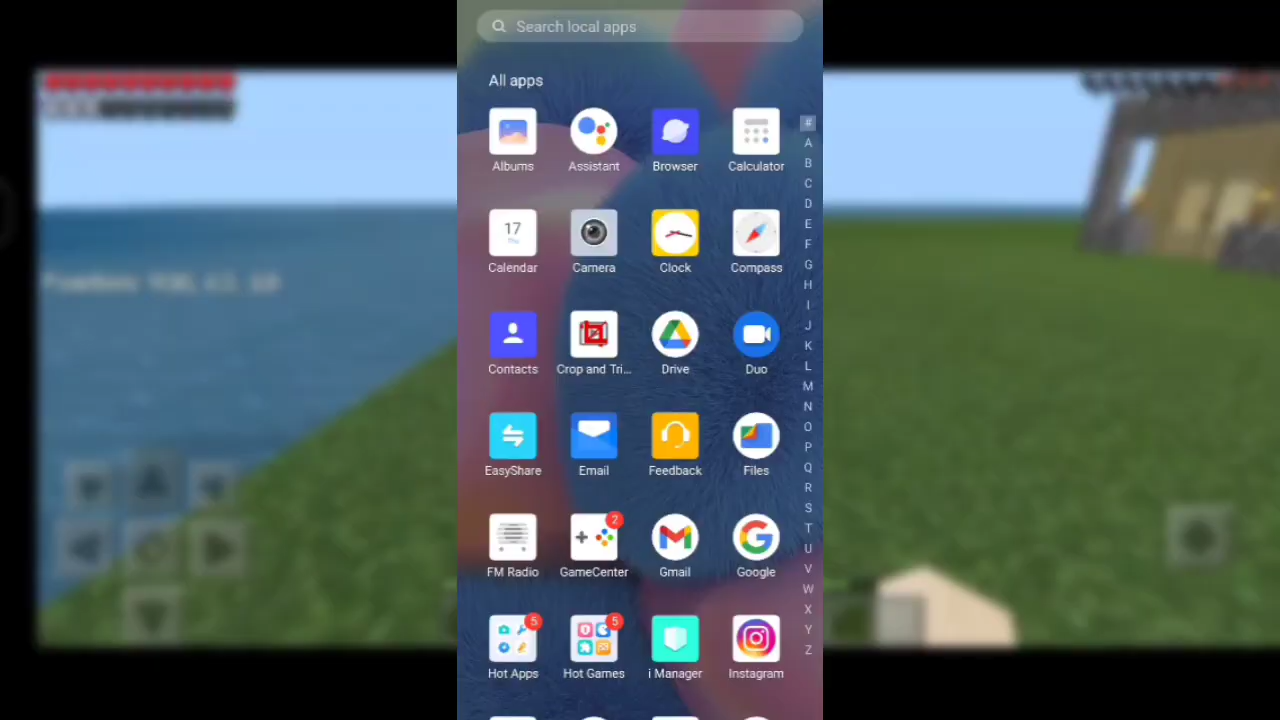 Search local apps
All apps
#
Albums Assistant Browser Calculator
A
B
C
17
Thu
D
E
F
Calendar Camera Clock Compass
G
H
I
J
K
Contacts Crop and Tri... Drive Duo
L
M
N
O
P
EasyShare Email Feedback Files
Q
R
S
2
T
U
V
FM Radio GameCenter Gmail Google
W
X
5 5
Y
Z
Hot Apps Hot Games i Manager Instagram